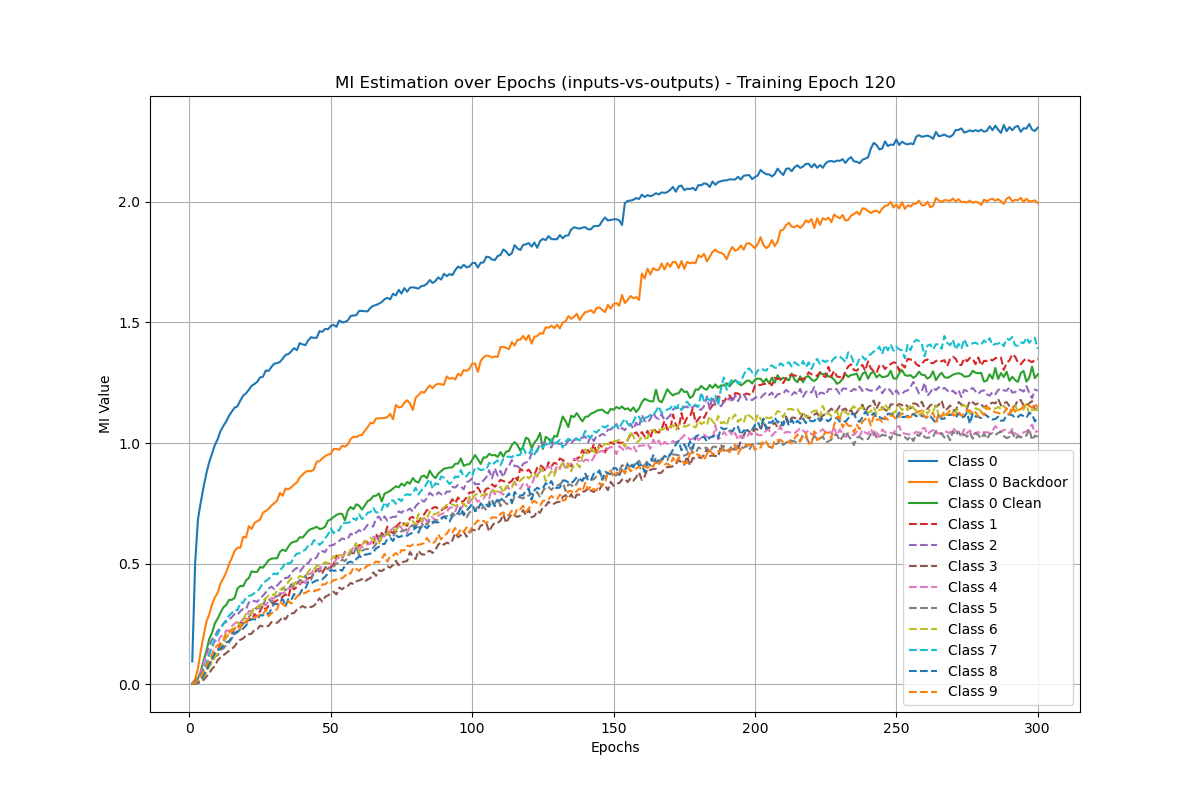 MI Estimation over Epochs (inputs-vs-outputs) - Training Epoch 120
MI Value
2.0
1.5
1.0
0.5
0.0
0
50
100
150
200
250
300
Epochs
Class 0
Class 0 Backdoor
Class 0 Clean
Class 1
Class 2
Class 3
Class 4
Class 5
Class 6
Class 7
Class 8
Class 9